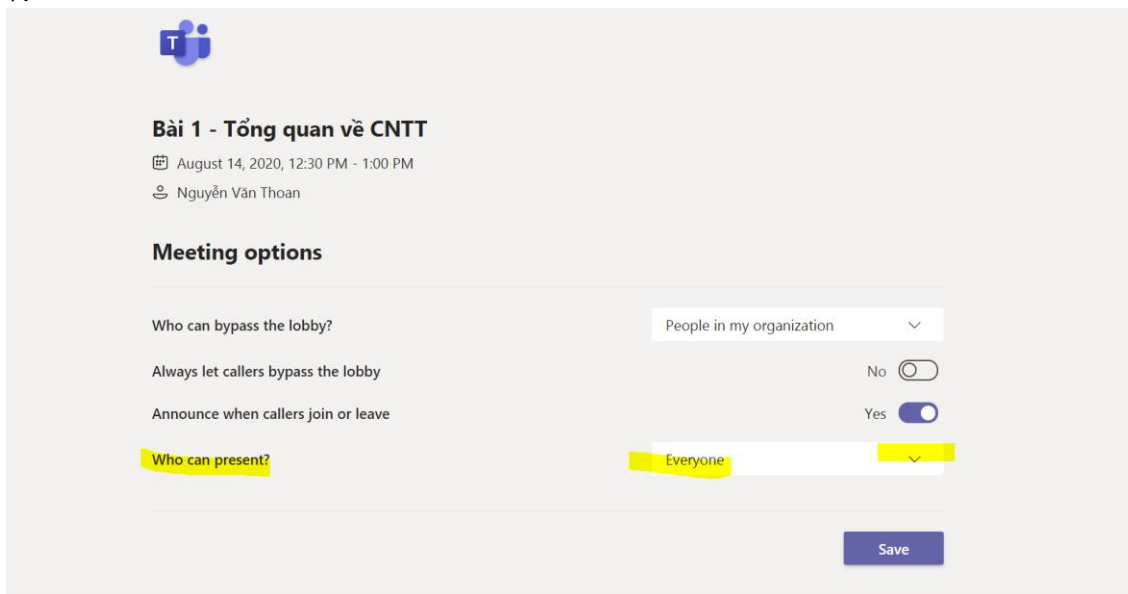 T
Bài 1 - Tổng quan về CNTT
August 14, 2020, 12:30 PM - 1:00 PM
Nguyễn Văn Thoan
Meeting options
Who can bypass the lobby? People in my organization
Always let callers bypass the lobby No
Announce when callers join or leave Yes
Who can present? Everyone
Save